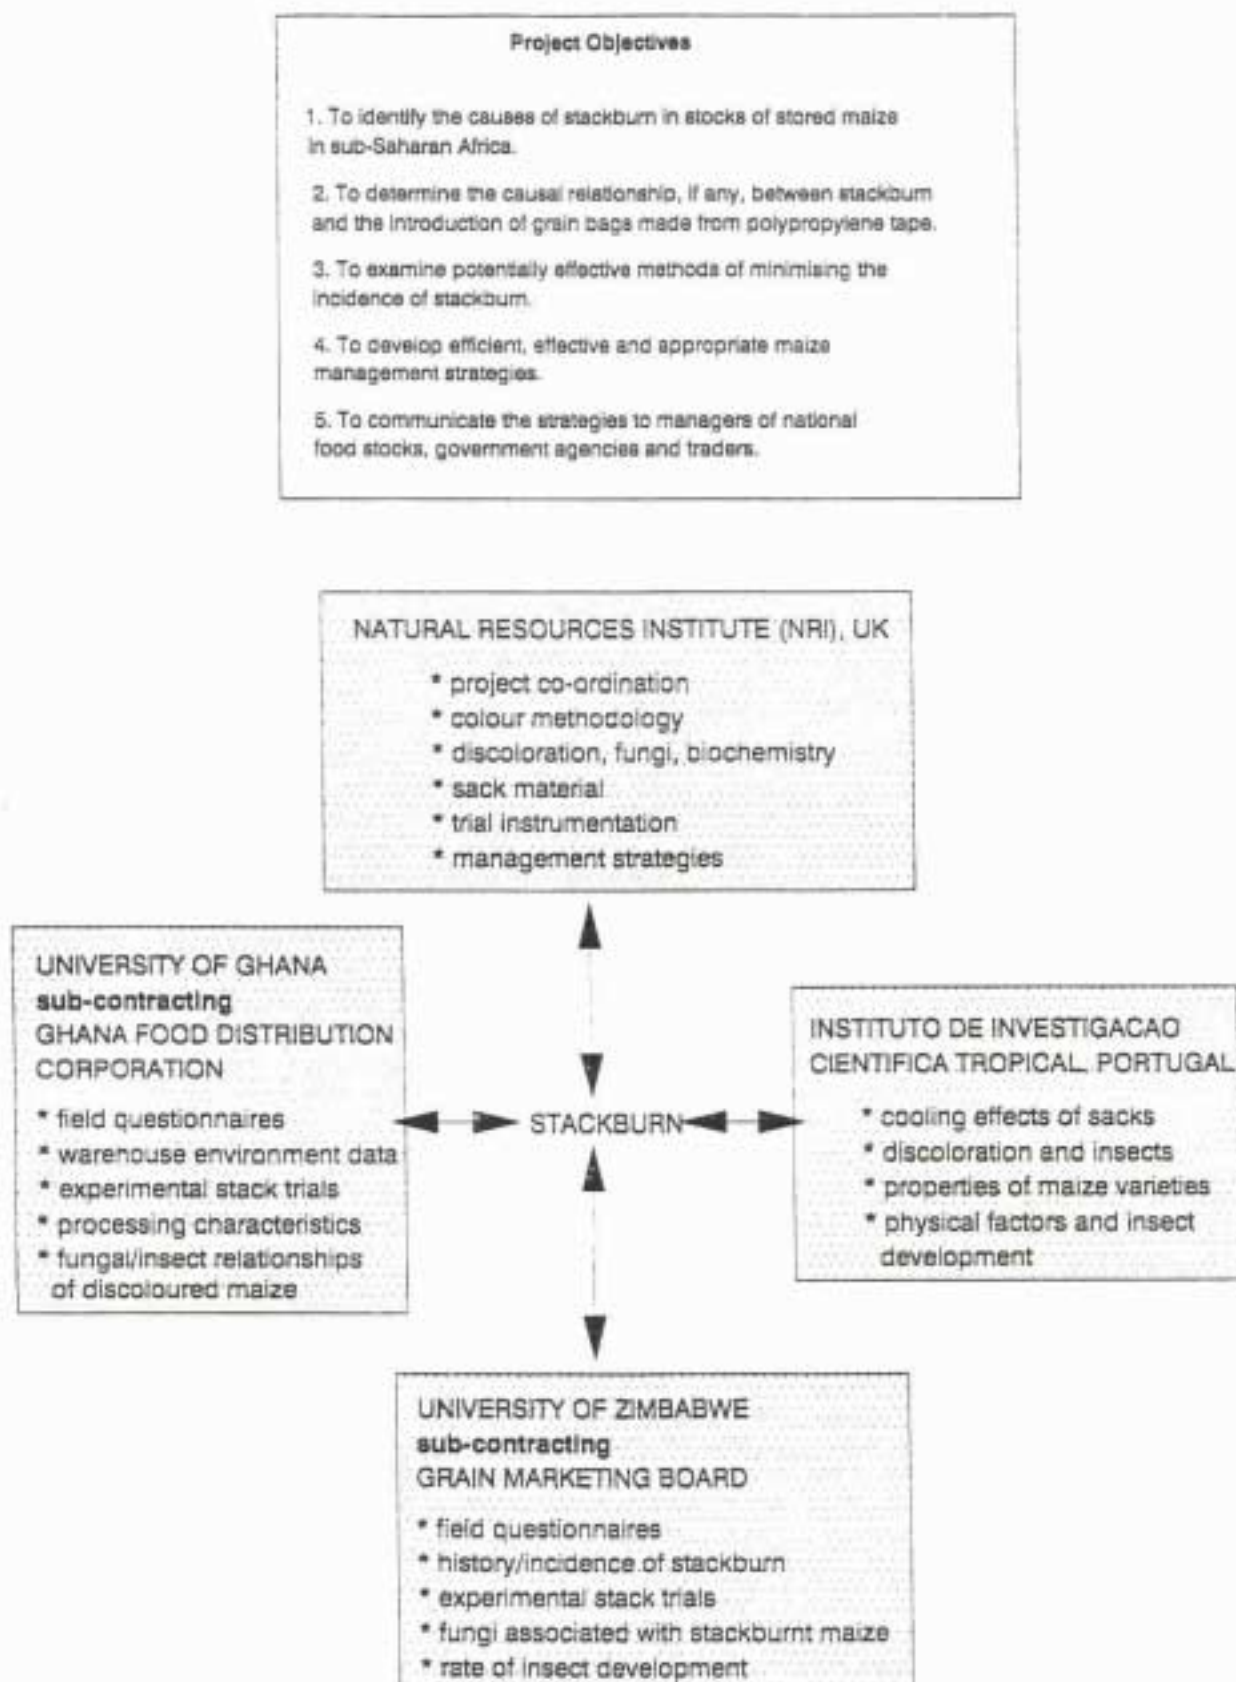 Project Objectives
1. To identify the causes of stackburn in stocks of stored maize
in sub-Saharan Africa.
2. To determine the causal relationship, if any, between stackburn
and the introduction of grain bags made from polypropylene tape.
3. To examine potentially effective methods of minimising the
incidence of stackburn.
4. To develop efficient, effective and appropriate maize
management strategies.
5. To communicate the strategies to managers of national
food stocks, government agencies and traders.
NATURAL RESOURCES INSTITUTE (NRI), UK
* project co-ordination
* colour methodology
* discoloration, fungi, biochemistry
* sack material
* trial instrumentation
* management strategies
UNIVERSITY OF GHANA
sub-contracting
GHANA FOOD DISTRIBUTION
CORPORATION
* field questionnaires
* warehouse environment data
* experimental stack trials
* processing characteristics
* fungal/insect relationships
of discoloured maize
STACKBURN
INSTITUTO DE INVESTIGACAO
CIENTIFICA TROPICAL, PORTUGAL
* cooling effects of sacks
* discoloration and insects
* properties of maize varieties
* physical factors and insect
development
UNIVERSITY OF ZIMBABWE
sub-contracting
GRAIN MARKETING BOARD
* field questionnaires
* history/incidence of stackburn
* experimental stack trials
* fungi associated with stackburnt maize
* rate of insect development